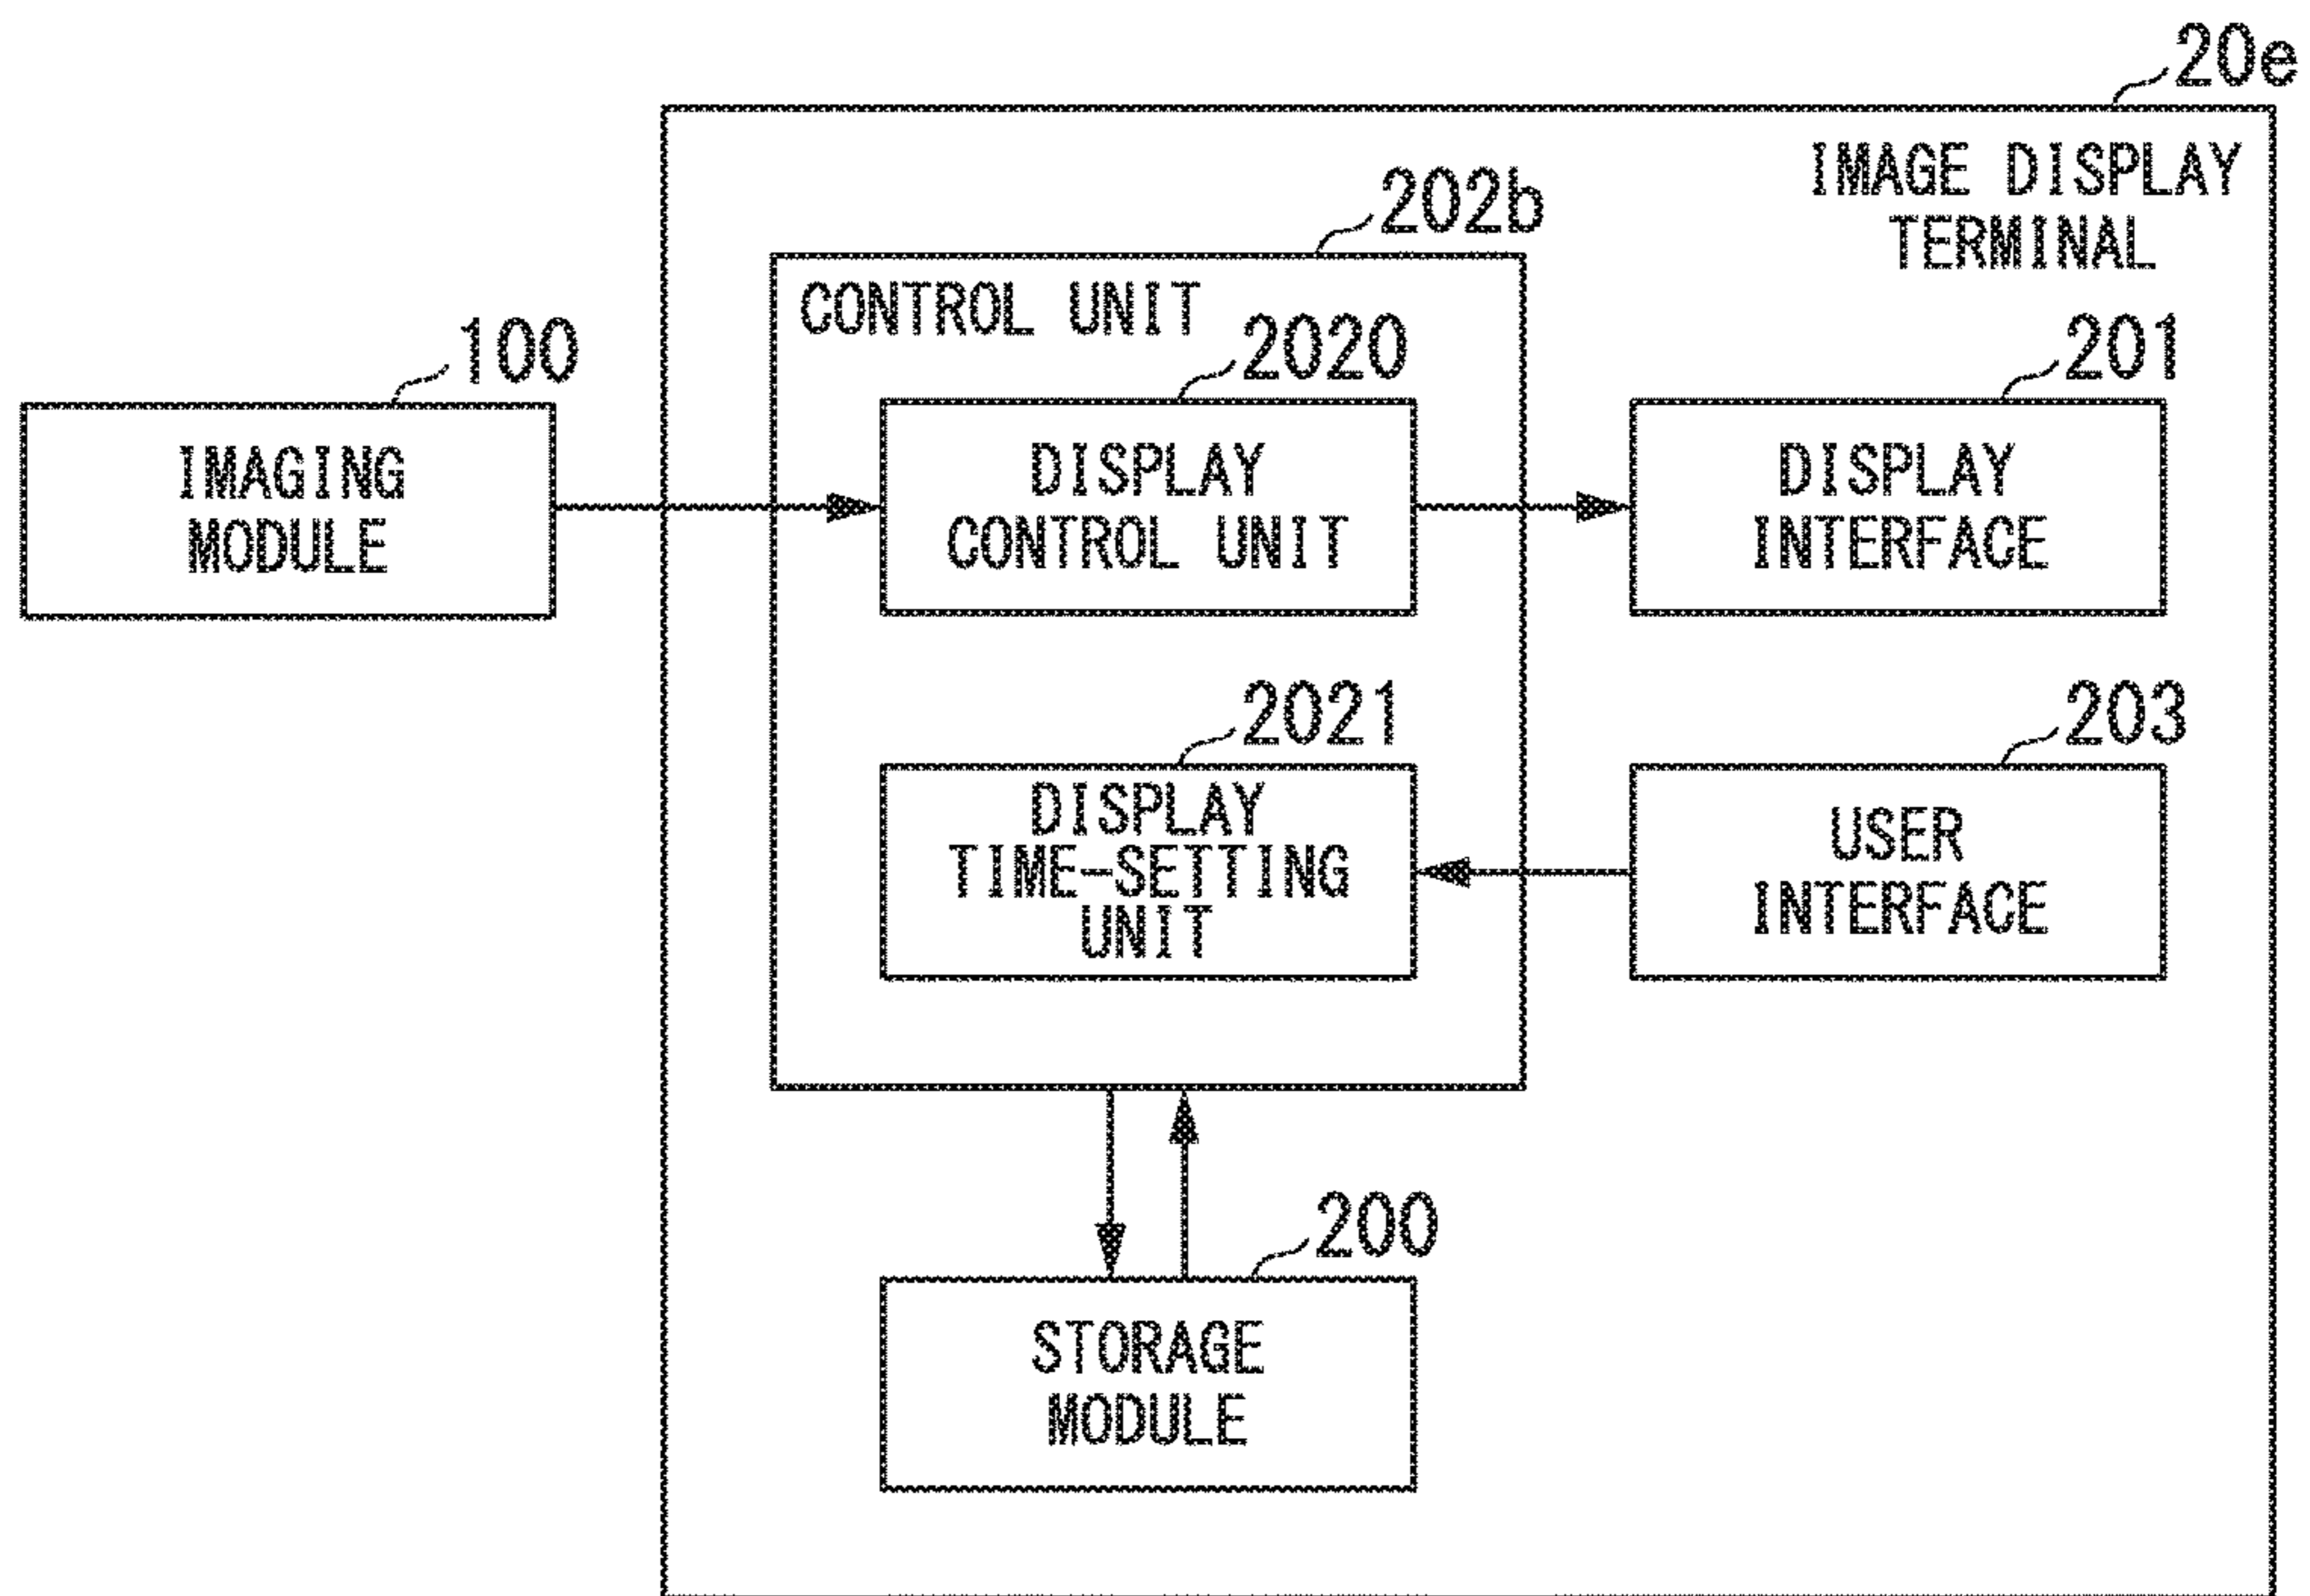 20e
IMAGE DISPLAY
TERMINAL
202b
CONTROL UNIT
100
2020
201
IMAGING
MODULE
DISPLAY
CONTROL UNIT
DISPLAY
INTERFACE
2021
203
DISPLAY
TIME-SETTING
UNIT
USER
INTERFACE
200
STORAGE
MODULE